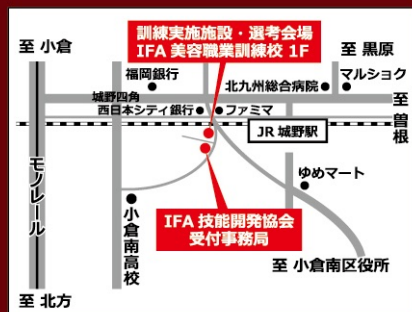 訓練実施施設・選考会場
IFA 美容職業訓練校 1F
至 小倉
至 黒原
福岡銀行
北九州総合病院
マルショク
城野四角
至 曽根
西日本シティ銀行
ファミマ
JR 城野駅
モノレール
ゆめマート
小倉南高校
IFA 技能開発協会
受付事務局
至 小倉南区役所
至 北方